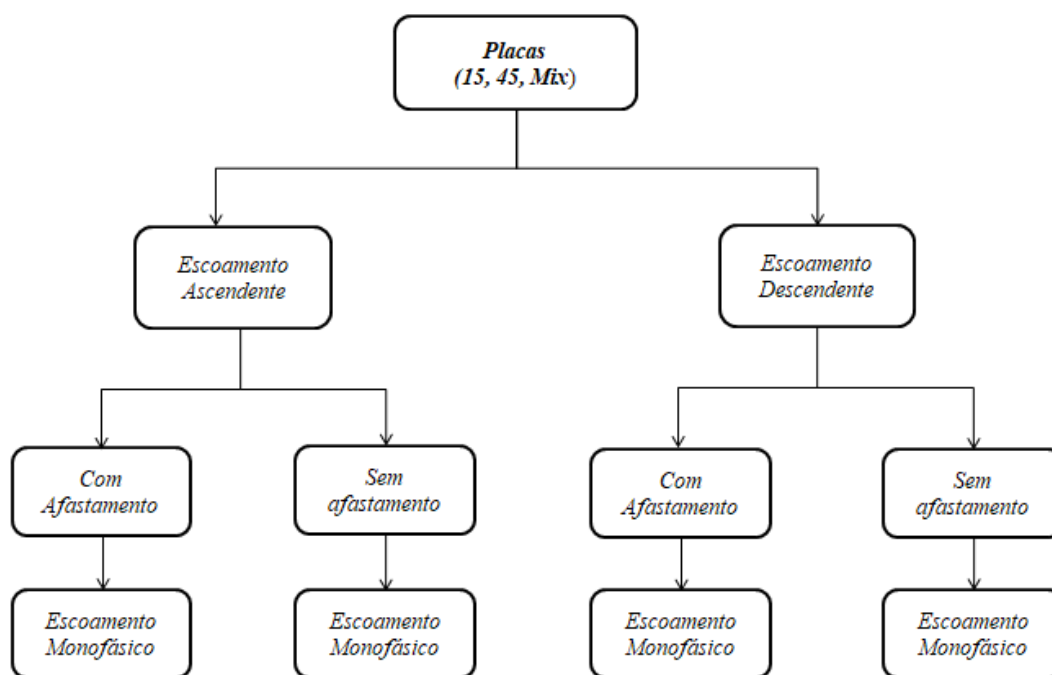 Placas
(15, 45, Mix)
Escoamento
Ascendente
Escoamento
Descendente
Com
Afastamento
Sem
afastamento
Com
Afastamento
Sem
afastamento
Escoamento
Monofásico
Escoamento
Monofásico
Escoamento
Monofásico
Escoamento
Monofásico